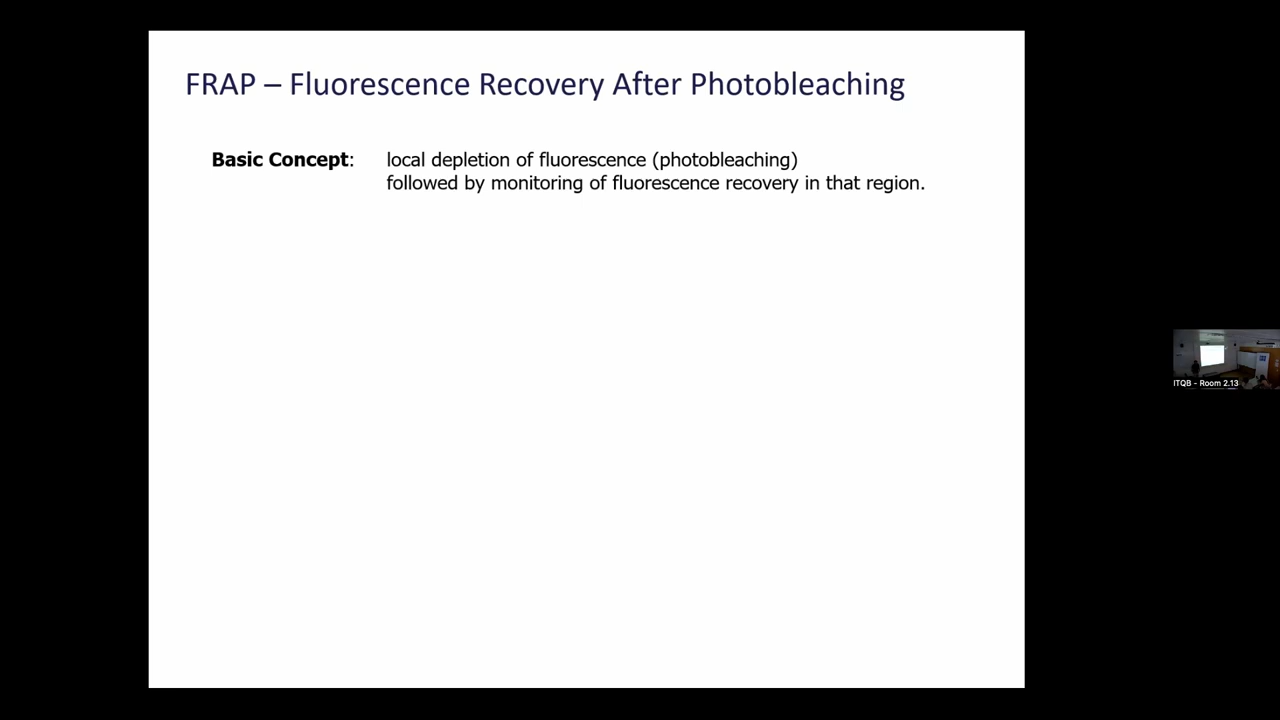 FRAP – Fluorescence Recovery After Photobleaching
Basic Concept: local depletion of fluorescence (photobleaching)
followed by monitoring of fluorescence recovery in that region.
ITQB - Room 2.13